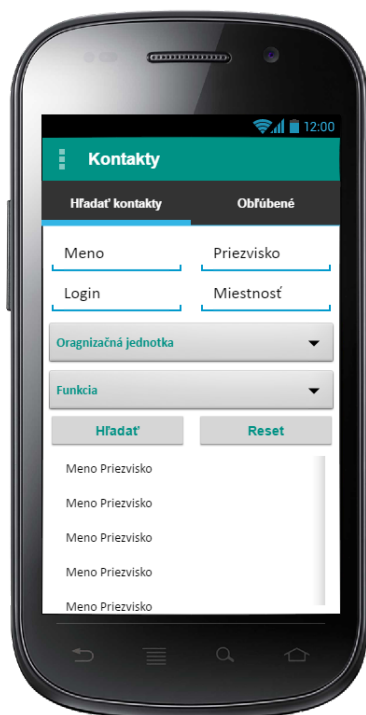 12:00
Kontakty
Hľadať kontakty Obľúbené
Meno Priezvisko
Login Miestnosť
Oragnizačná jednotka
Funkcia
Hľadať Reset
Meno Priezvisko
Meno Priezvisko
Meno Priezvisko
Meno Priezvisko
Meno Priezvisko